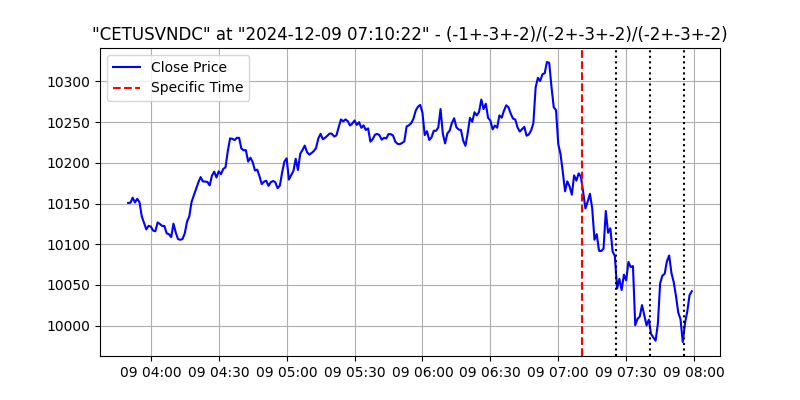 "CETUSVNDC" at "2024-12-09 07:10:22" - (-1+-3+-2)/(-2+-3+-2)/(-2+-3+-2)
Close Price
Specific Time
10300
10250
10200
10150
10100
10050
10000
09 04:00 09 04:30 09 05:00 09 05:30 09 06:00 09 06:30 09 07:00 09 07:30 09 08:00